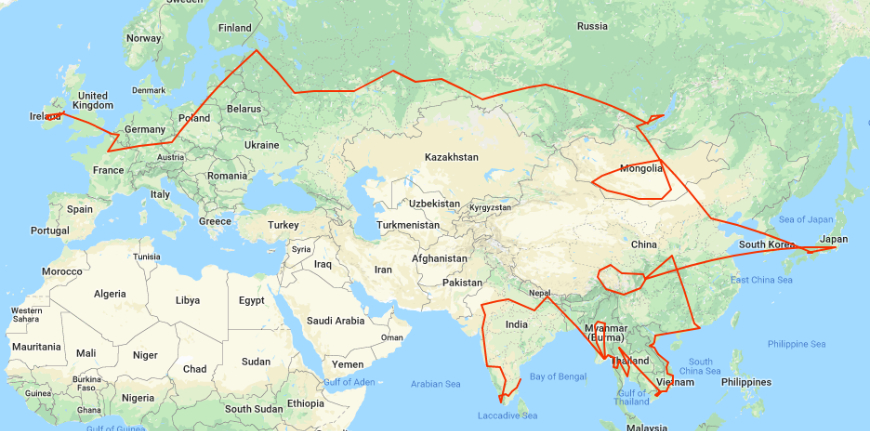 Sweden
Finland
Russia
Norway
United
Kingdom
Denmark
Ireland
Belarus
Poland
Germany
Ukraine
Austria
Kazakhstan
Mongolia
France
Romania
Italy
Uzbekistan
Kyrgyzstan
Spain
Sea of Japan
Portugal
Greece
Turkey
Turkmenistan
Japan
South Korea
China
Syria
Tunisia
Afghanistan
Iraq
Iran
Morocco
East China Sea
Pakistan
Nepal
Algeria
Libya
Egypt
Western
Sahara
Saudi Arabia
India
Myanmar
(Burma)
Oman
Mauritania
Mali
Niger
Sudan
Yemen
Thailand
South
China Sea
Philippine Sea
Chad
Gulf of Aden
Arabian Sea
Bay of Bengal
Vietnam
Philippines
Burkina
Faso
Guinea
Nigeria
Gulf of
Thailand
Ghana
South Sudan
Ethiopia
Laccadive Sea
Gulf of Guinea
Malaysia